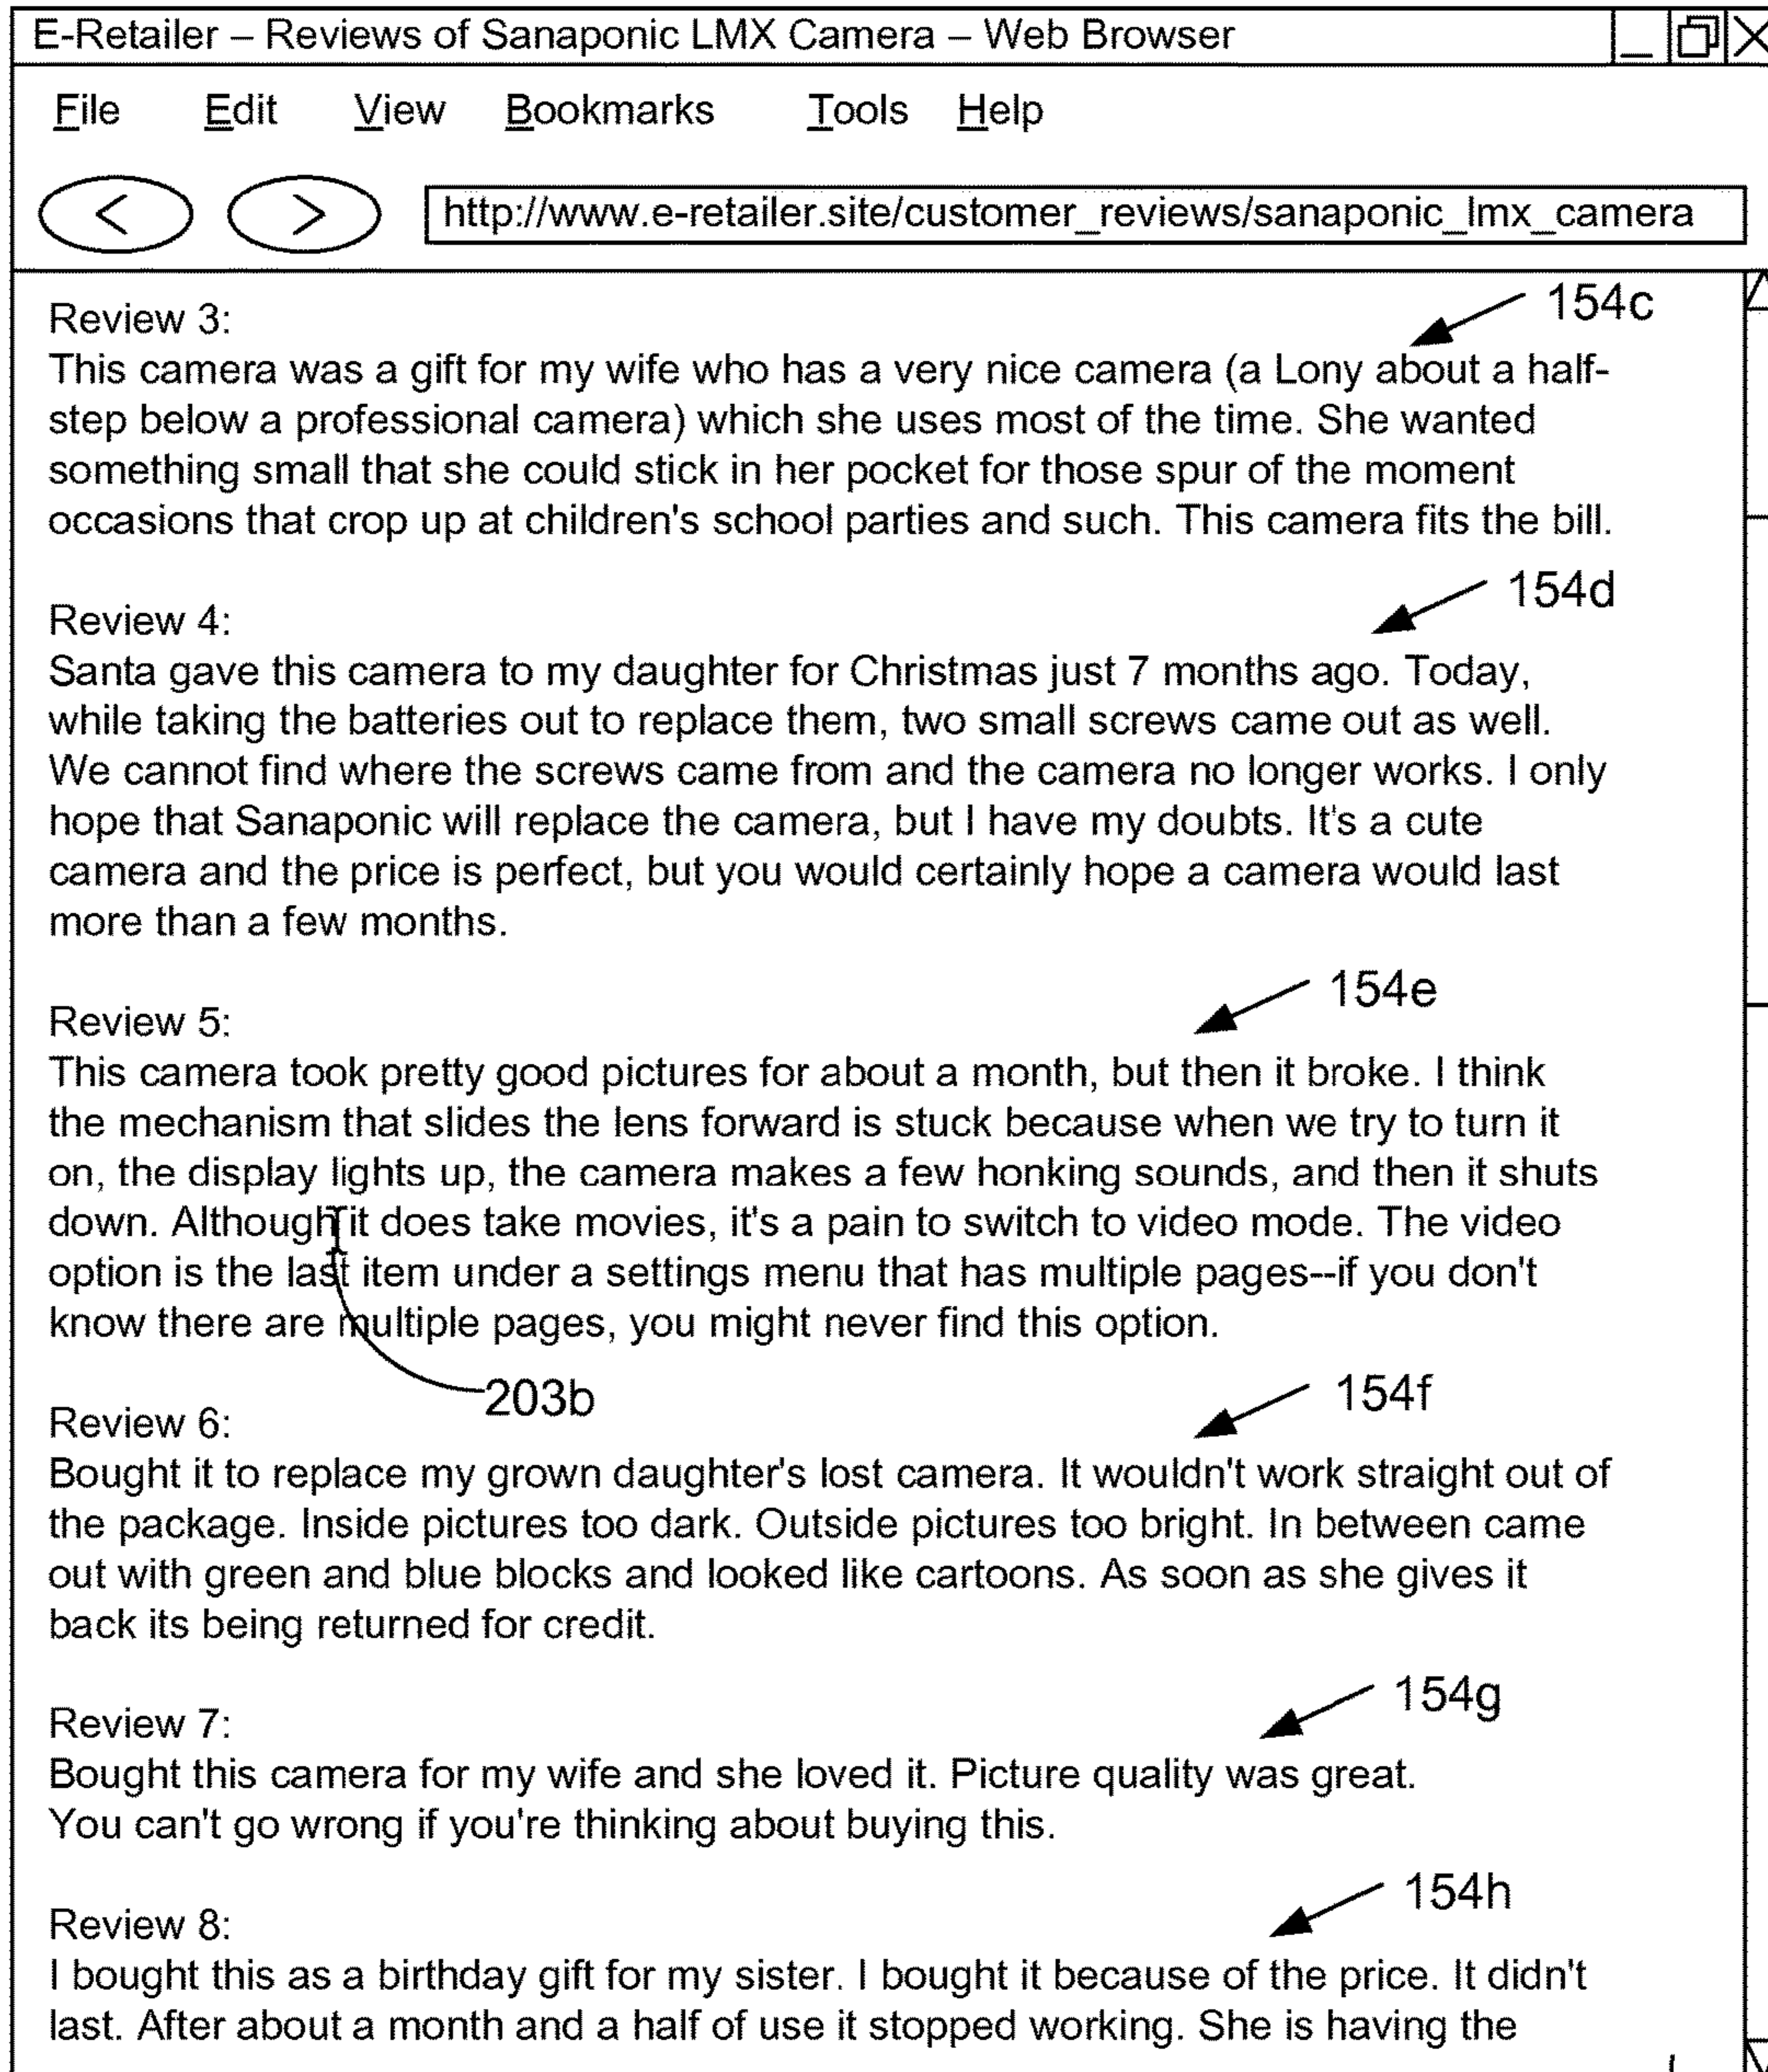 E-Retailer – Reviews of Sanaponic LMX Camera – Web Browser
File Edit View Bookmarks Tools Help
< > http://www.e-retailer.site/customer_reviews/sanaponic_lmx_camera
154c
Review 3:
This camera was a gift for my wife who has a very nice camera (a Lony about a half-
step below a professional camera) which she uses most of the time. She wanted
something small that she could stick in her pocket for those spur of the moment
occasions that crop up at children's school parties and such. This camera fits the bill.
154d
Review 4:
Santa gave this camera to my daughter for Christmas just 7 months ago. Today,
while taking the batteries out to replace them, two small screws came out as well.
We cannot find where the screws came from and the camera no longer works. I only
hope that Sanaponic will replace the camera, but I have my doubts. It's a cute
camera and the price is perfect, but you would certainly hope a camera would last
more than a few months.
154e
Review 5:
This camera took pretty good pictures for about a month, but then it broke. I think
the mechanism that slides the lens forward is stuck because when we try to turn it
on, the display lights up, the camera makes a few honking sounds, and then it shuts
down. Although it does take movies, it's a pain to switch to video mode. The video
option is the last item under a settings menu that has multiple pages--if you don't
know there are multiple pages, you might never find this option.
203b
154f
Review 6:
Bought it to replace my grown daughter's lost camera. It wouldn't work straight out of
the package. Inside pictures too dark. Outside pictures too bright. In between came
out with green and blue blocks and looked like cartoons. As soon as she gives it
back its being returned for credit.
154g
Review 7:
Bought this camera for my wife and she loved it. Picture quality was great.
You can't go wrong if you're thinking about buying this.
154h
Review 8:
I bought this as a birthday gift for my sister. I bought it because of the price. It didn't
last. After about a month and a half of use it stopped working. She is having the